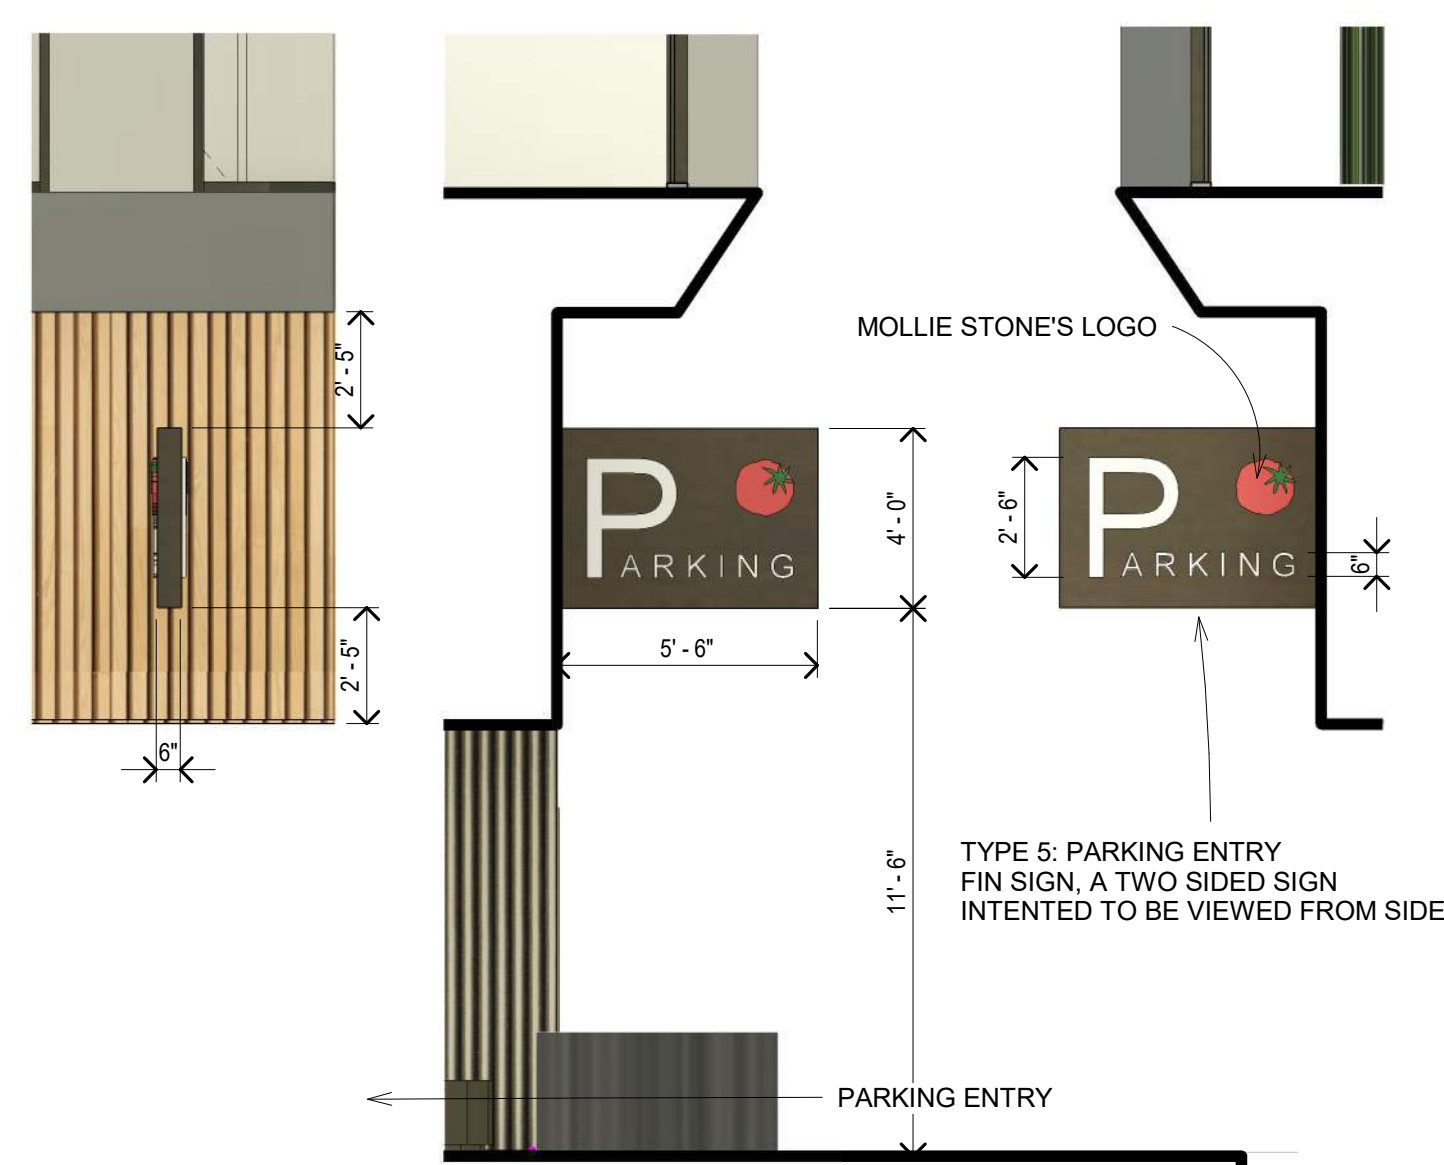 MOLLIE STONE'S LOGO
2' - 5"
P
ARKING
4' - 0"
2' - 6"
P
ARKING
6"
5' - 6"
2' - 5"
6"
11' - 6"
TYPE 5: PARKING ENTRY
FIN SIGN, A TWO SIDED SIGN
INTENTED TO BE VIEWED FROM SIDE
PARKING ENTRY